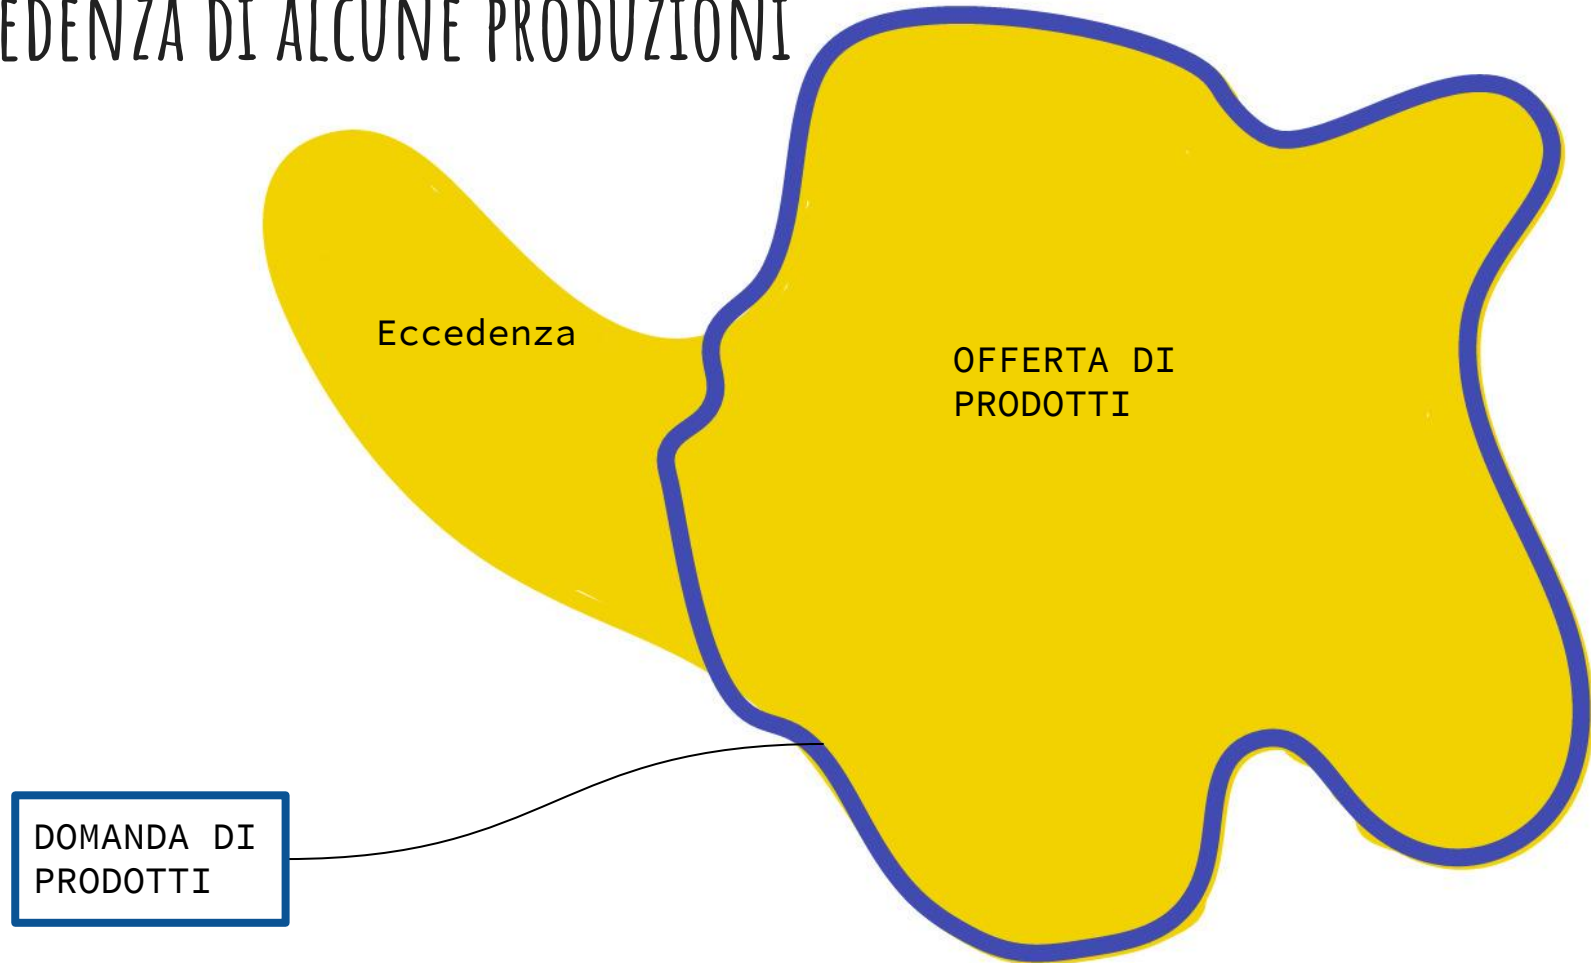 EDENZA DI ALCUNE PRODUZIONI
Eccedenza
OFFERTA DI
PRODOTTI
DOMANDA DI
PRODOTTI